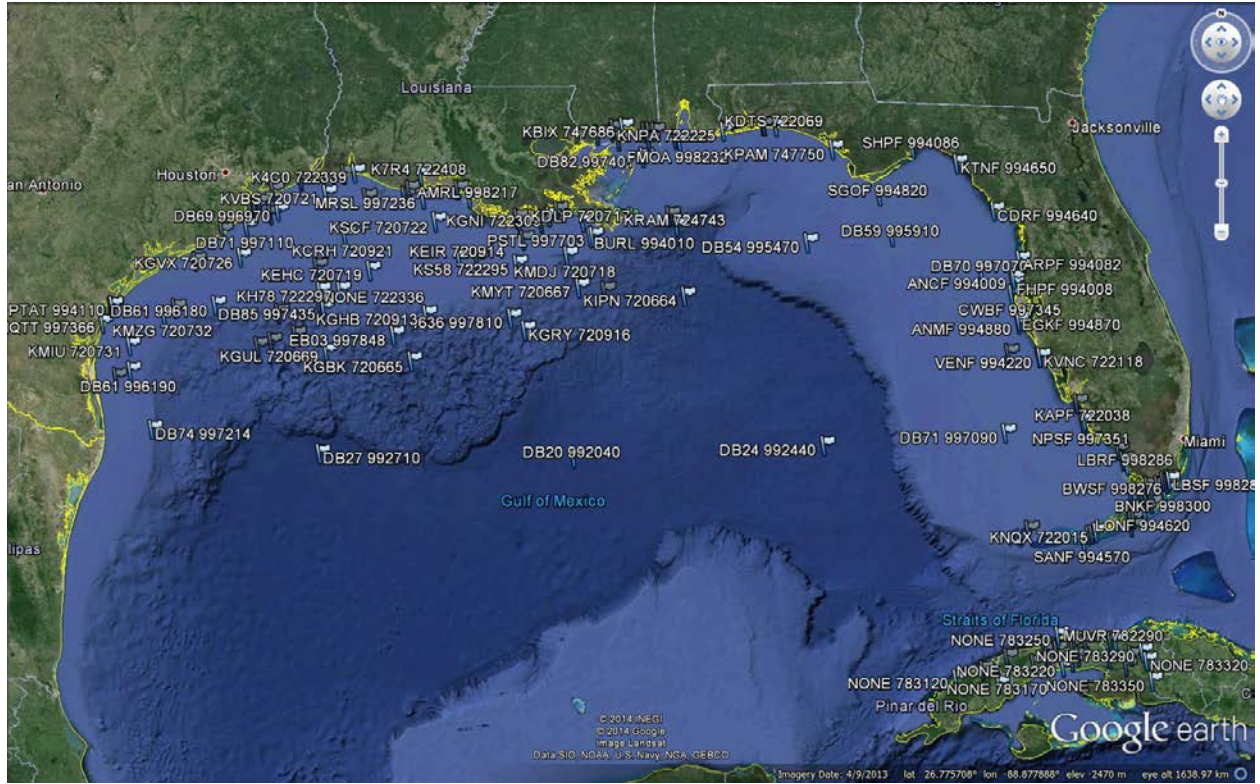 Louisiana
N
KDTS 722069
KBIX 747686
KNPA 722225
Jacksonville
SHPF 994086
FMOA 998232
KPAM 747750
DB82 99740
Houston
K7R4 722408
KTNF 994650
K4C0 722339
an Antonio
AMRL 998217
SGOF 994820
KVBS 720721
MRSL 997236
DB69 996970
KGNI 72230
KDLP 72071
KRAM 724743
CDRF 994640
KSCF 720722
DB59 995910
DB71 997110
PSTL 997703
BURL 994010
DB54 995470
KCRH 720921
KEIR 720914
KGVX 720726
DB70 997070
ARPF 994082
KEHC 720719
KS58 722295
KMDJ 720718
ANCF 994009
FHPF 994008
KMYT 720667
KIPN 720664
KH78 722297
ONE 722336
PTAT 994110
DB61 996180
DB85 997435
KGHB 720913
CWBF 997345
QTT 997366
KMZG 720732
636 997810
ANMF 994880
EGKF 994870
KGRY 720916
EB03 997848
KMIU 720731
KGUL 720669
KGBK 720665
VENF 994220
KVNC 722118
DB61 996190
KAPF 722038
DB74 997214
DB71 997090
NPSF 997351
Miami
DB27 992710
DB20 992040
DB24 992440
LBRF 998286
BWSF 998276
LBSF 99828
Gulf of Mexico
BNKF 998300
LONF 994620
KNQX 722015
SANF 994570
lipas
Straits of Florida
NONE 783250
MUVR 782290
NONE 783290
NONE 783320
NONE 783220
NONE 783120
NONE 783170
NONE 783350
Pinar del Rio
© 2014 INEGI
© 2014 Google
Image Landsat
Data SIO, NOAA, U.S. Navy, NGA, GEBCO
Google earth
Imagery Date: 4/9/2013 lat 26.775708° lon -88.877888° elev -2470 m eye alt 1638.97 km